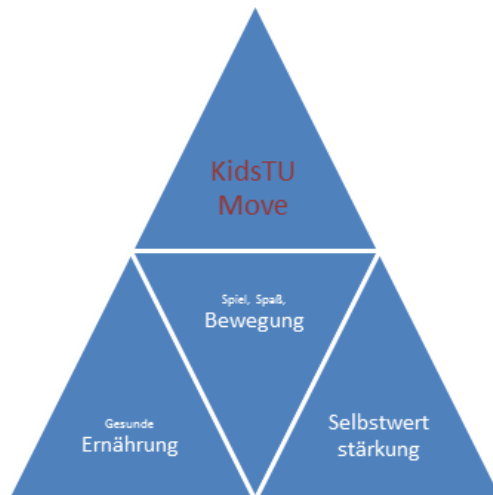 KidsTU
Move
Spiel, Spaß,
Bewegung
Gesunde
Ernährung
Selbstwert
stärkung